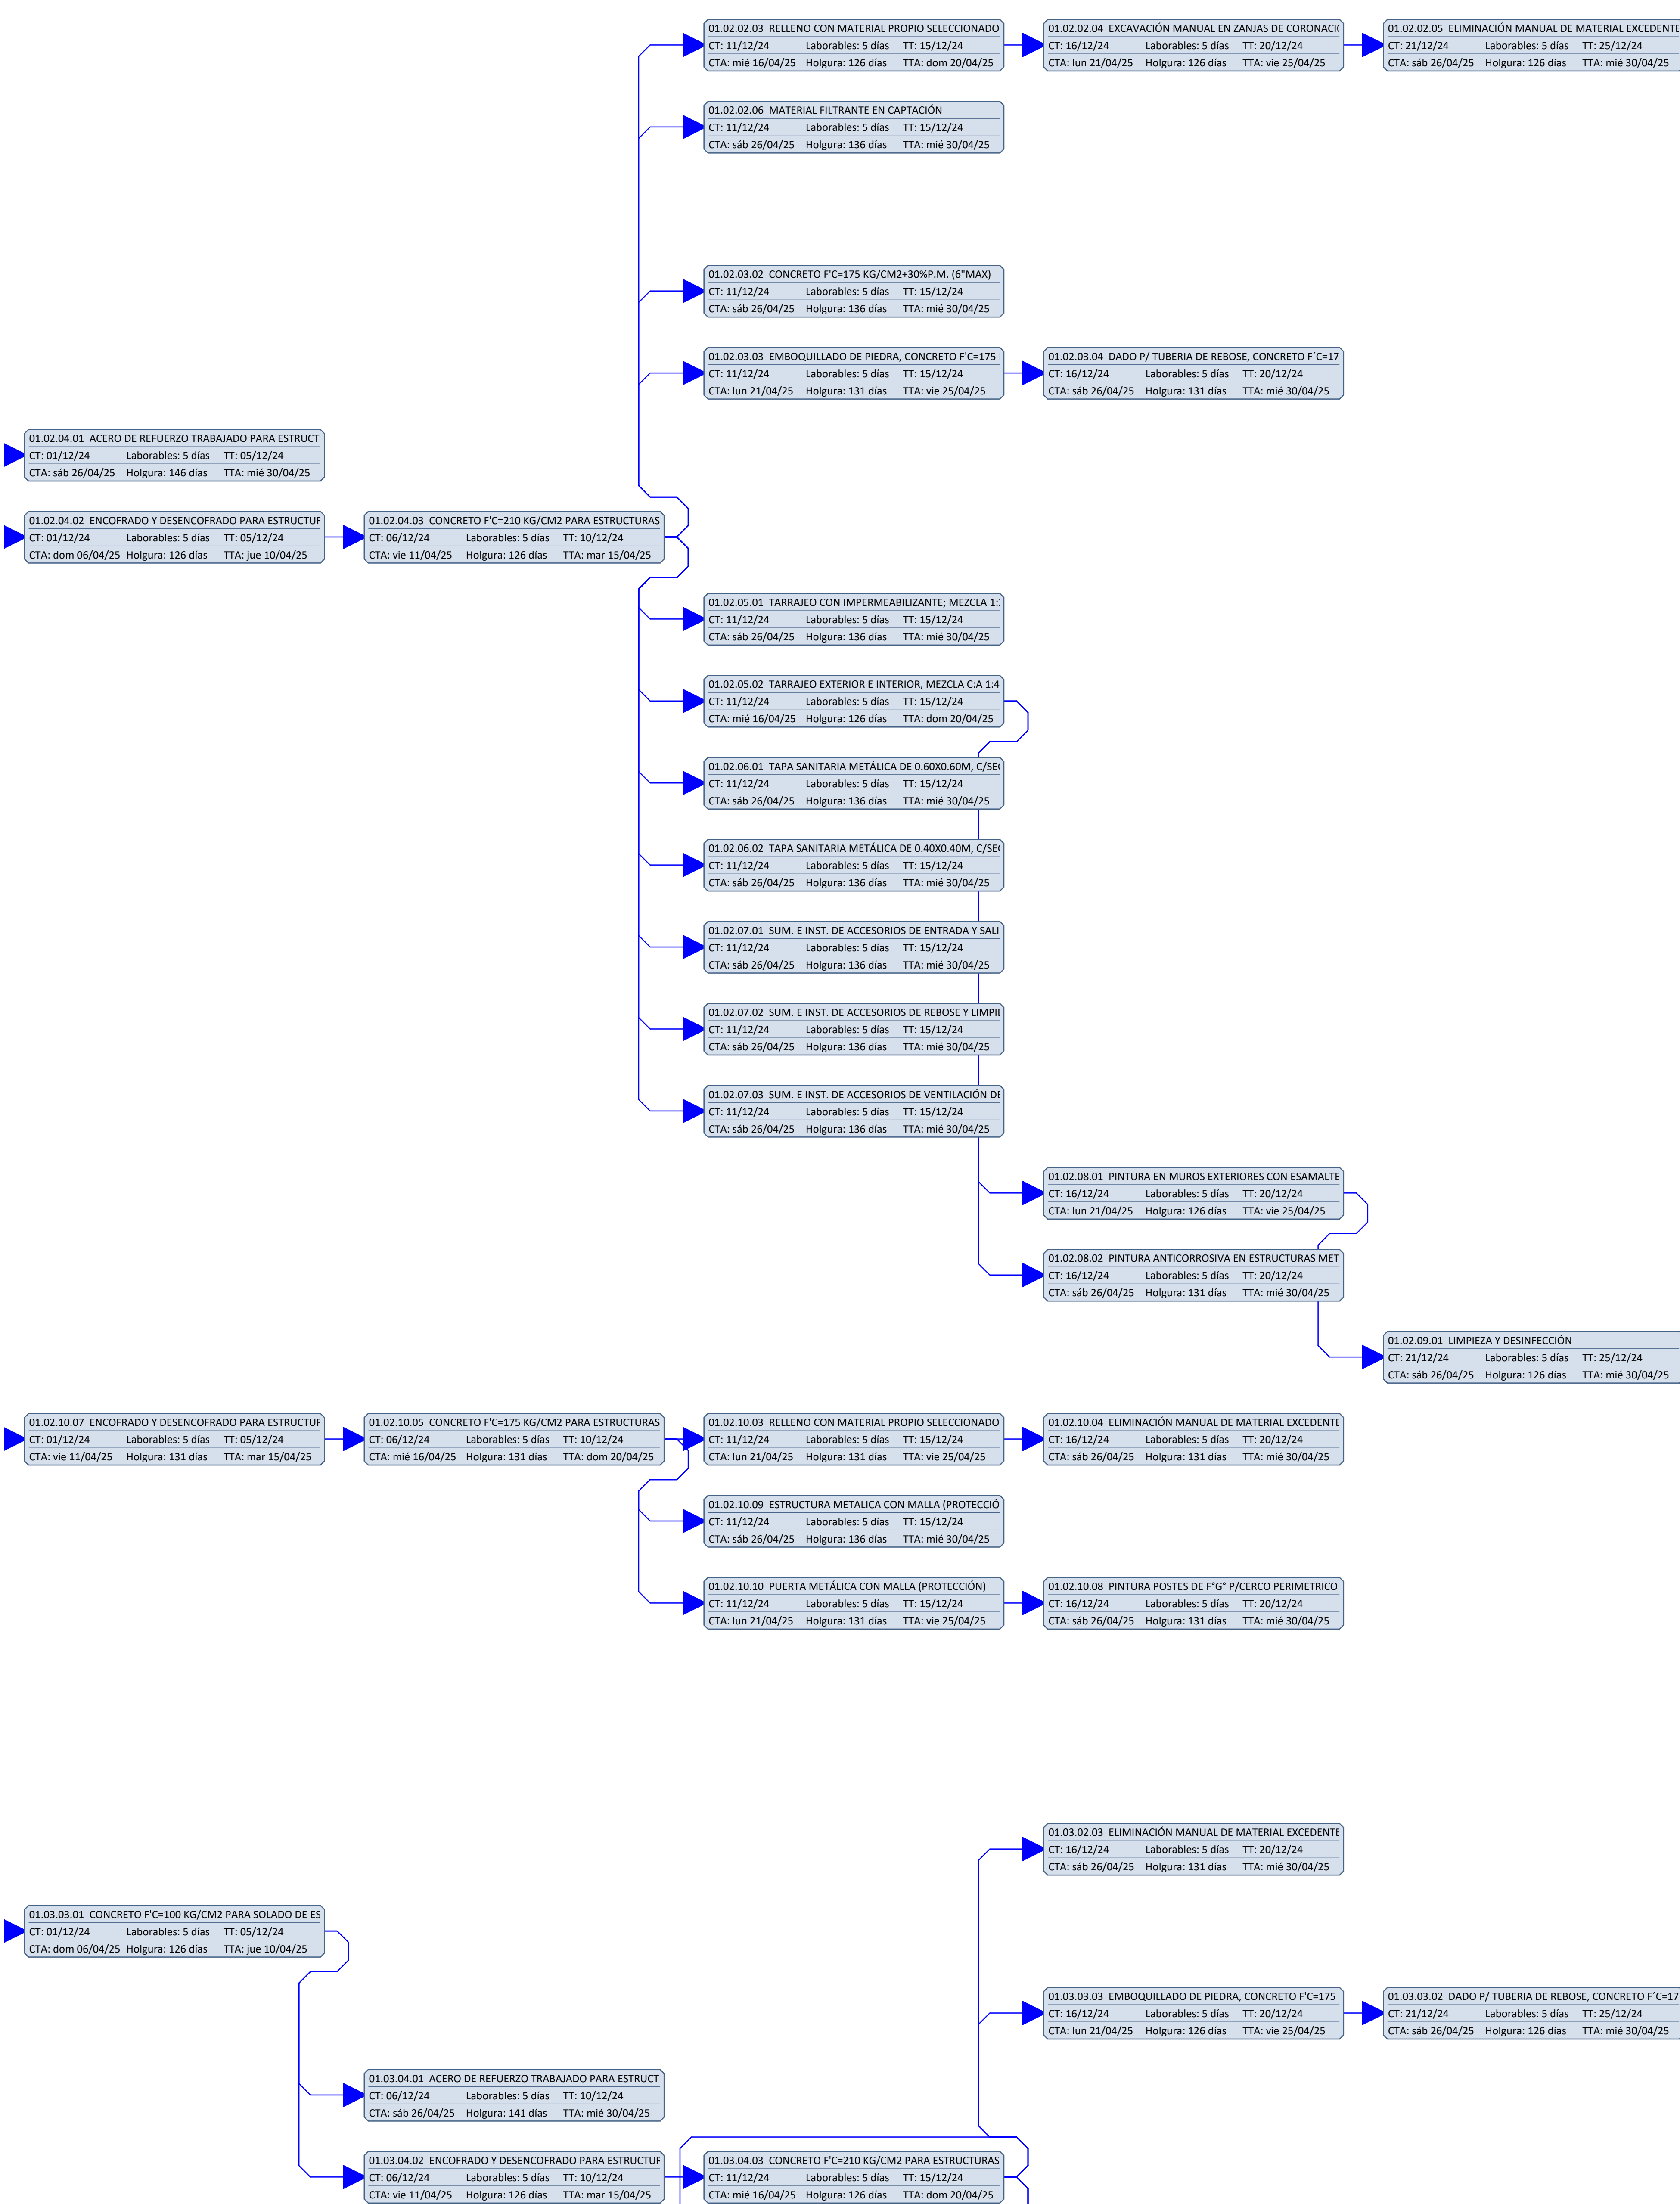 01.02.02.03 RELLENO CON MATERIAL PROPIO SELECCIONADO
CT: 11/12/24 Laborables: 5 días TT: 15/12/24
CTA: mié 16/04/25 Holgura: 126 días TTA: dom 20/04/25
01.02.02.04 EXCAVACIÓN MANUAL EN ZANJAS DE CORONACIÓ
CT: 16/12/24 Laborables: 5 días TT: 20/12/24
CTA: lun 21/04/25 Holgura: 126 días TTA: vie 25/04/25
01.02.02.05 ELIMINACIÓN MANUAL DE MATERIAL EXCEDENTE
CT: 21/12/24 Laborables: 5 días TT: 25/12/24
CTA: sáb 26/04/25 Holgura: 126 días TTA: mié 30/04/25
01.02.02.06 MATERIAL FILTRANTE EN CAPTACIÓN
CT: 11/12/24 Laborables: 5 días TT: 15/12/24
CTA: sáb 26/04/25 Holgura: 136 días TTA: mié 30/04/25
01.02.03.02 CONCRETO F'C=175 KG/CM2+30%P.M. (6"MAX)
CT: 11/12/24 Laborables: 5 días TT: 15/12/24
CTA: sáb 26/04/25 Holgura: 136 días TTA: mié 30/04/25
01.02.03.03 EMBOQUILLADO DE PIEDRA, CONCRETO F'C=175
CT: 11/12/24 Laborables: 5 días TT: 15/12/24
CTA: lun 21/04/25 Holgura: 131 días TTA: vie 25/04/25
01.02.03.04 DADO P/ TUBERIA DE REBOSE, CONCRETO F´C=17
CT: 16/12/24 Laborables: 5 días TT: 20/12/24
CTA: sáb 26/04/25 Holgura: 131 días TTA: mié 30/04/25
01.02.04.01 ACERO DE REFUERZO TRABAJADO PARA ESTRUCT
CT: 01/12/24 Laborables: 5 días TT: 05/12/24
CTA: sáb 26/04/25 Holgura: 146 días TTA: mié 30/04/25
01.02.04.02 ENCOFRADO Y DESENCOFRADO PARA ESTRUCTUR
CT: 01/12/24 Laborables: 5 días TT: 05/12/24
CTA: dom 06/04/25 Holgura: 126 días TTA: jue 10/04/25
01.02.04.03 CONCRETO F'C=210 KG/CM2 PARA ESTRUCTURAS
CT: 06/12/24 Laborables: 5 días TT: 10/12/24
CTA: vie 11/04/25 Holgura: 126 días TTA: mar 15/04/25
01.02.05.01 TARRAJEO CON IMPERMEABILIZANTE; MEZCLA 1:
CT: 11/12/24 Laborables: 5 días TT: 15/12/24
CTA: sáb 26/04/25 Holgura: 136 días TTA: mié 30/04/25
01.02.05.02 TARRAJEO EXTERIOR E INTERIOR, MEZCLA C:A 1:4
CT: 11/12/24 Laborables: 5 días TT: 15/12/24
CTA: mié 16/04/25 Holgura: 126 días TTA: dom 20/04/25
01.02.06.01 TAPA SANITARIA METÁLICA DE 0.60X0.60M, C/SE
CT: 11/12/24 Laborables: 5 días TT: 15/12/24
CTA: sáb 26/04/25 Holgura: 136 días TTA: mié 30/04/25
01.02.06.02 TAPA SANITARIA METÁLICA DE 0.40X0.40M, C/SE
CT: 11/12/24 Laborables: 5 días TT: 15/12/24
CTA: sáb 26/04/25 Holgura: 136 días TTA: mié 30/04/25
01.02.07.01 SUM. E INST. DE ACCESORIOS DE ENTRADA Y SALI
CT: 11/12/24 Laborables: 5 días TT: 15/12/24
CTA: sáb 26/04/25 Holgura: 136 días TTA: mié 30/04/25
01.02.07.02 SUM. E INST. DE ACCESORIOS DE REBOSE Y LIMPI
CT: 11/12/24 Laborables: 5 días TT: 15/12/24
CTA: sáb 26/04/25 Holgura: 136 días TTA: mié 30/04/25
01.02.07.03 SUM. E INST. DE ACCESORIOS DE VENTILACIÓN DE
CT: 11/12/24 Laborables: 5 días TT: 15/12/24
CTA: sáb 26/04/25 Holgura: 136 días TTA: mié 30/04/25
01.02.08.01 PINTURA EN MUROS EXTERIORES CON ESAMALTE
CT: 16/12/24 Laborables: 5 días TT: 20/12/24
CTA: lun 21/04/25 Holgura: 126 días TTA: vie 25/04/25
01.02.08.02 PINTURA ANTICORROSIVA EN ESTRUCTURAS MET
CT: 16/12/24 Laborables: 5 días TT: 20/12/24
CTA: sáb 26/04/25 Holgura: 131 días TTA: mié 30/04/25
01.02.09.01 LIMPIEZA Y DESINFECCIÓN
CT: 21/12/24 Laborables: 5 días TT: 25/12/24
CTA: sáb 26/04/25 Holgura: 126 días TTA: mié 30/04/25
01.02.10.07 ENCOFRADO Y DESENCOFRADO PARA ESTRUCTUR
CT: 01/12/24 Laborables: 5 días TT: 05/12/24
CTA: vie 11/04/25 Holgura: 131 días TTA: mar 15/04/25
01.02.10.05 CONCRETO F'C=175 KG/CM2 PARA ESTRUCTURAS
CT: 06/12/24 Laborables: 5 días TT: 10/12/24
CTA: mié 16/04/25 Holgura: 131 días TTA: dom 20/04/25
01.02.10.03 RELLENO CON MATERIAL PROPIO SELECCIONADO
CT: 11/12/24 Laborables: 5 días TT: 15/12/24
CTA: lun 21/04/25 Holgura: 131 días TTA: vie 25/04/25
01.02.10.04 ELIMINACIÓN MANUAL DE MATERIAL EXCEDENTE
CT: 16/12/24 Laborables: 5 días TT: 20/12/24
CTA: sáb 26/04/25 Holgura: 131 días TTA: mié 30/04/25
01.02.10.09 ESTRUCTURA METALICA CON MALLA (PROTECCIÓ
CT: 11/12/24 Laborables: 5 días TT: 15/12/24
CTA: sáb 26/04/25 Holgura: 136 días TTA: mié 30/04/25
01.02.10.10 PUERTA METÁLICA CON MALLA (PROTECCIÓN)
CT: 11/12/24 Laborables: 5 días TT: 15/12/24
CTA: lun 21/04/25 Holgura: 131 días TTA: vie 25/04/25
01.02.10.08 PINTURA POSTES DE F°G° P/CERCO PERIMETRICO
CT: 16/12/24 Laborables: 5 días TT: 20/12/24
CTA: sáb 26/04/25 Holgura: 131 días TTA: mié 30/04/25
01.03.02.03 ELIMINACIÓN MANUAL DE MATERIAL EXCEDENTE
CT: 16/12/24 Laborables: 5 días TT: 20/12/24
CTA: sáb 26/04/25 Holgura: 131 días TTA: mié 30/04/25
01.03.03.01 CONCRETO F'C=100 KG/CM2 PARA SOLADO DE ES
CT: 01/12/24 Laborables: 5 días TT: 05/12/24
CTA: dom 06/04/25 Holgura: 126 días TTA: jue 10/04/25
01.03.03.03 EMBOQUILLADO DE PIEDRA, CONCRETO F'C=175
CT: 16/12/24 Laborables: 5 días TT: 20/12/24
CTA: lun 21/04/25 Holgura: 126 días TTA: vie 25/04/25
01.03.03.02 DADO P/ TUBERIA DE REBOSE, CONCRETO F´C=17
CT: 21/12/24 Laborables: 5 días TT: 25/12/24
CTA: sáb 26/04/25 Holgura: 126 días TTA: mié 30/04/25
01.03.04.01 ACERO DE REFUERZO TRABAJADO PARA ESTRUCT
CT: 06/12/24 Laborables: 5 días TT: 10/12/24
CTA: sáb 26/04/25 Holgura: 141 días TTA: mié 30/04/25
01.03.04.02 ENCOFRADO Y DESENCOFRADO PARA ESTRUCTUR
CT: 06/12/24 Laborables: 5 días TT: 10/12/24
CTA: vie 11/04/25 Holgura: 126 días TTA: mar 15/04/25
01.03.04.03 CONCRETO F'C=210 KG/CM2 PARA ESTRUCTURAS
CT: 11/12/24 Laborables: 5 días TT: 15/12/24
CTA: mié 16/04/25 Holgura: 126 días TTA: dom 20/04/25